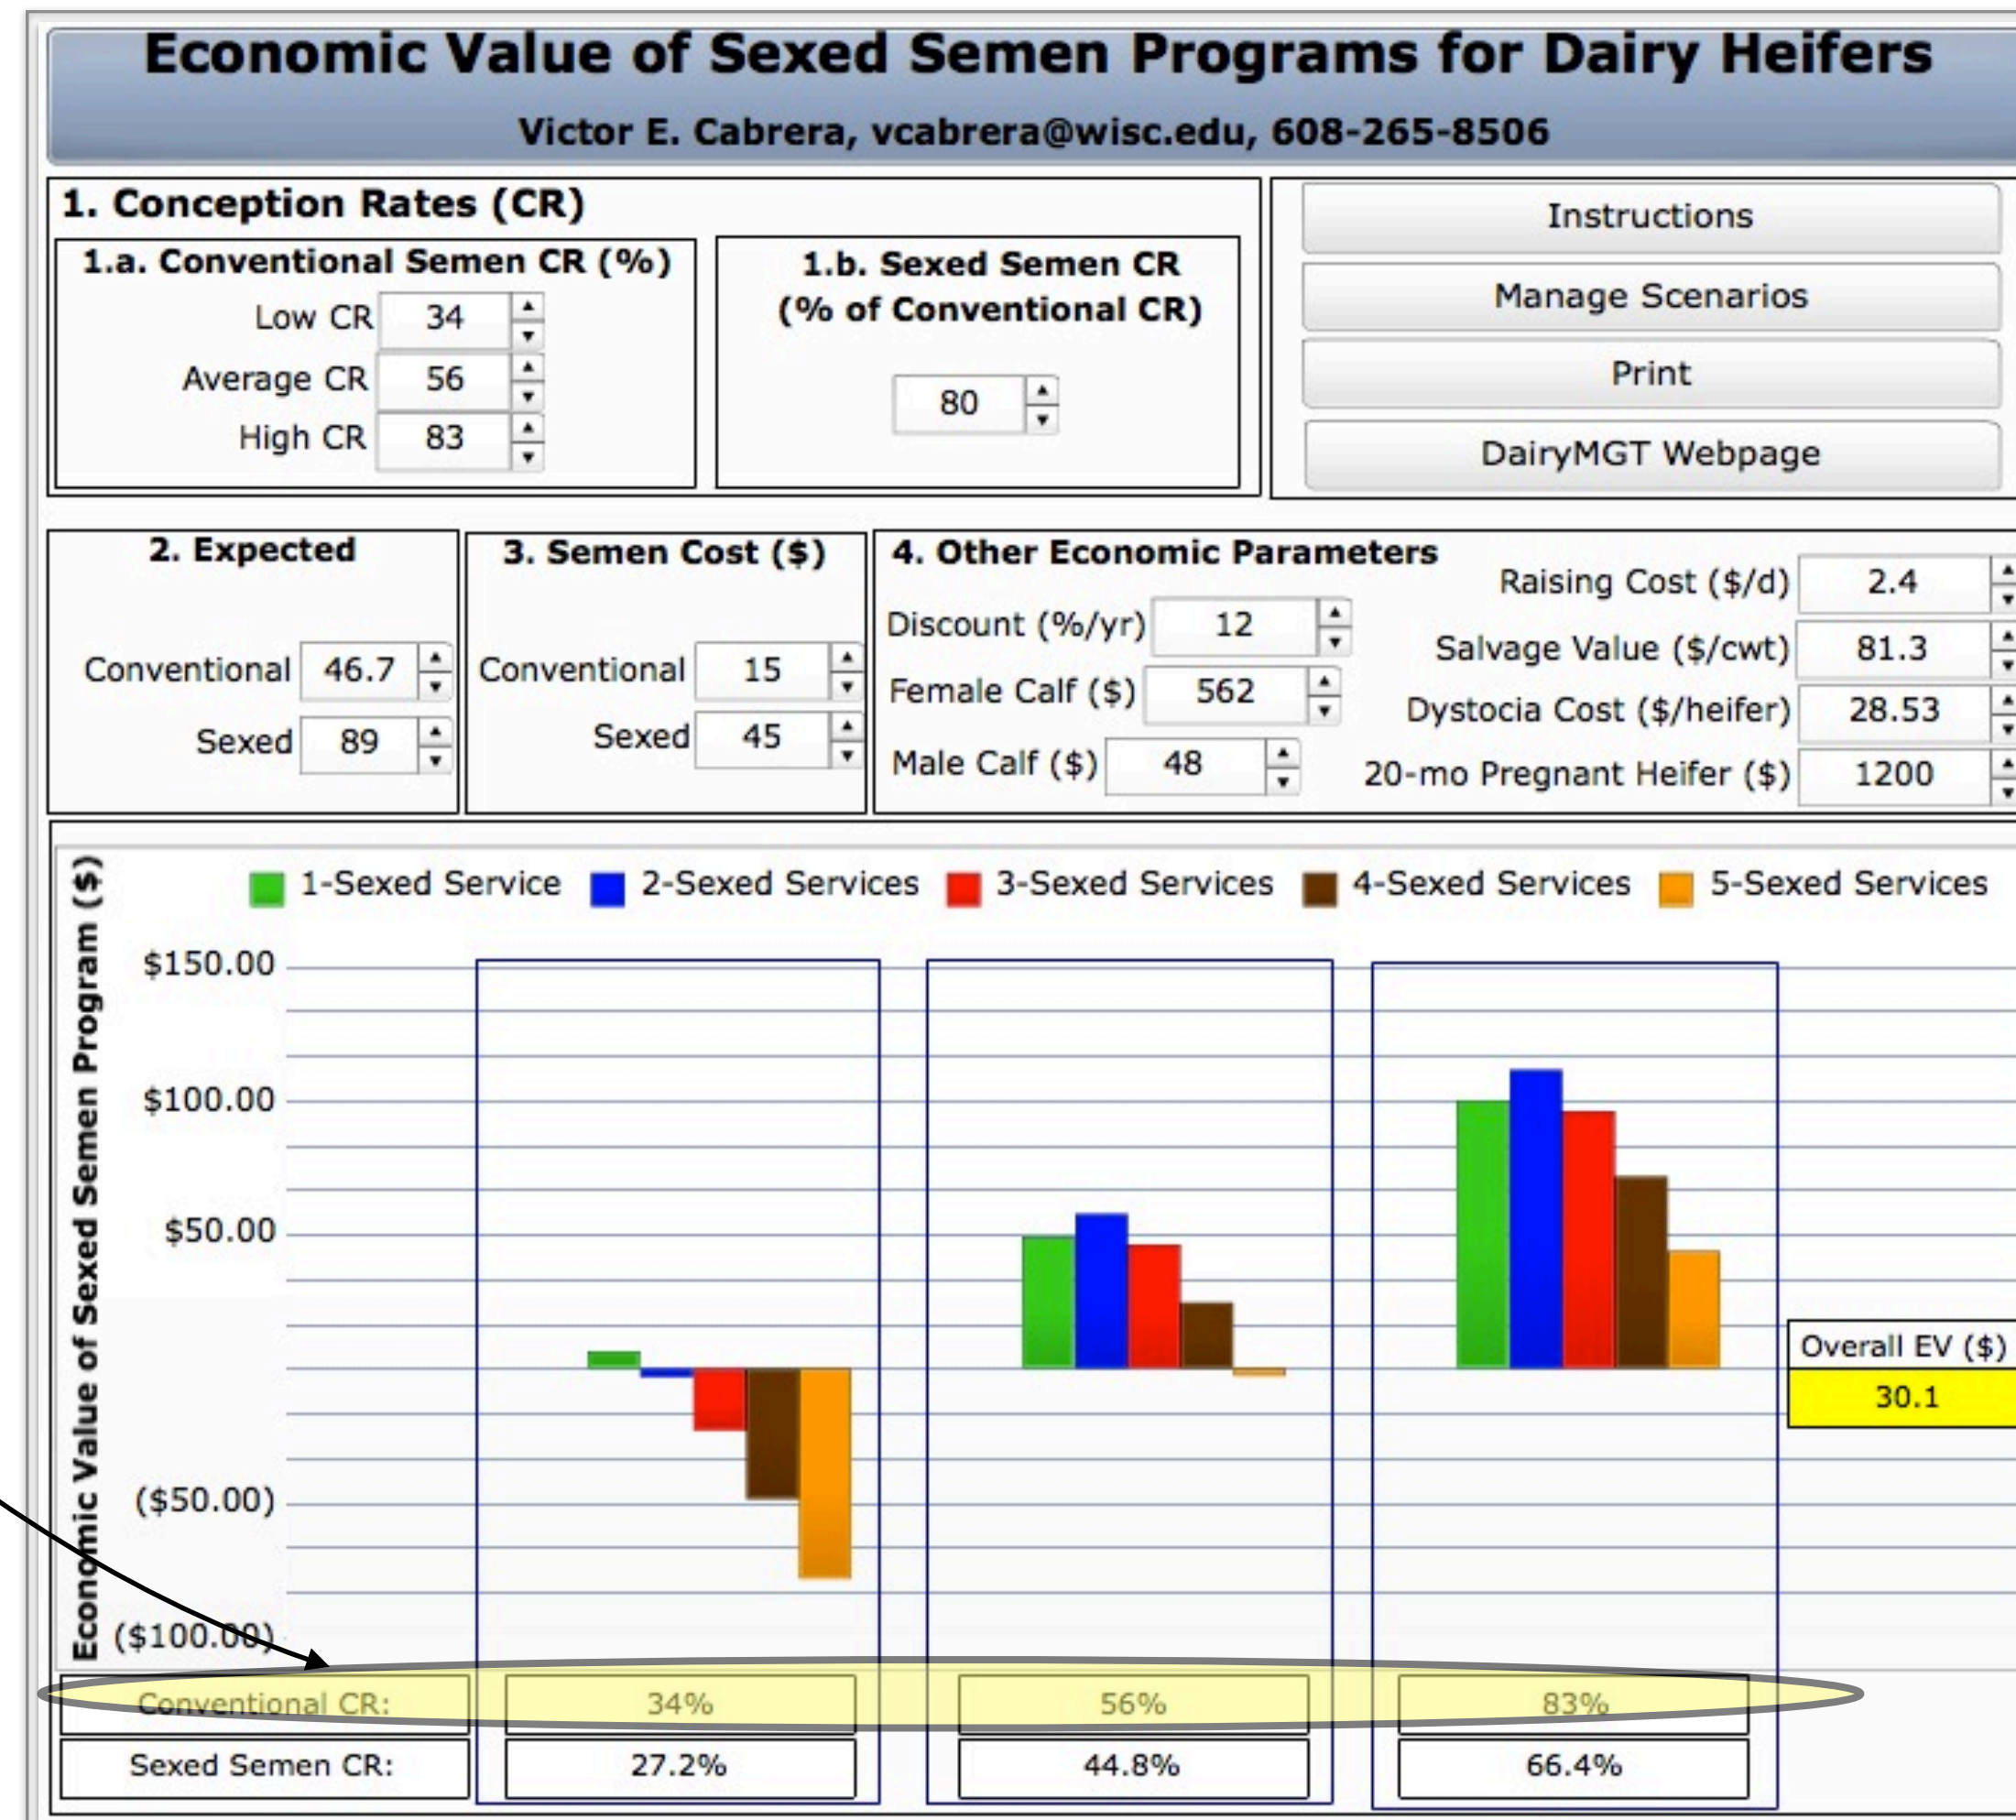 Economic Value of Sexed Semen Programs for Dairy Heifers
Victor E. Cabrera, vcabrera@wisc.edu, 608-265-8506
1. Conception Rates (CR)
1.a. Conventional Semen CR (%)
Low CR 34
Average CR 56
High CR 83
1.b. Sexed Semen CR
(% of Conventional CR)
80
Instructions
Manage Scenarios
Print
DairyMGT Webpage
2. Expected
Conventional 46.7
Sexed 89
3. Semen Cost ($)
Conventional 15
Sexed 45
4. Other Economic Parameters
Discount (%/yr) 12
Female Calf ($) 562
Male Calf ($) 48
Raising Cost ($/d) 2.4
Salvage Value ($/cwt) 81.3
Dystocia Cost ($/heifer) 28.53
20-mo Pregnant Heifer ($) 1200
Economic Value of Sexed Semen Program ($)
1-Sexed Service 2-Sexed Services 3-Sexed Services 4-Sexed Services 5-Sexed Services
$150.00
$100.00
$50.00
($50.00)
($100.00)
Overall EV ($)
30.1
Conventional CR: 34% 56% 83%
Sexed Semen CR: 27.2% 44.8% 66.4%